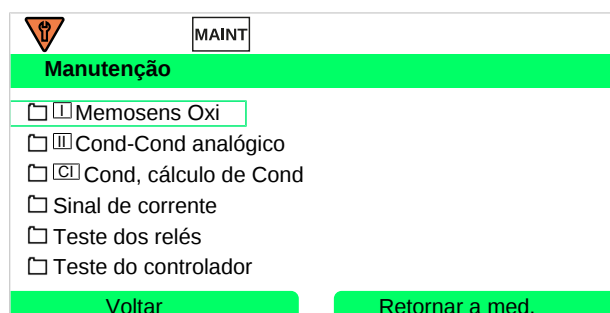 MAINT
Manutenção
I Memosens Oxi
II Cond-Cond analógico
CI Cond, cálculo de Cond
Sinal de corrente
Teste dos relés
Teste do controlador
Voltar Retornar a med.